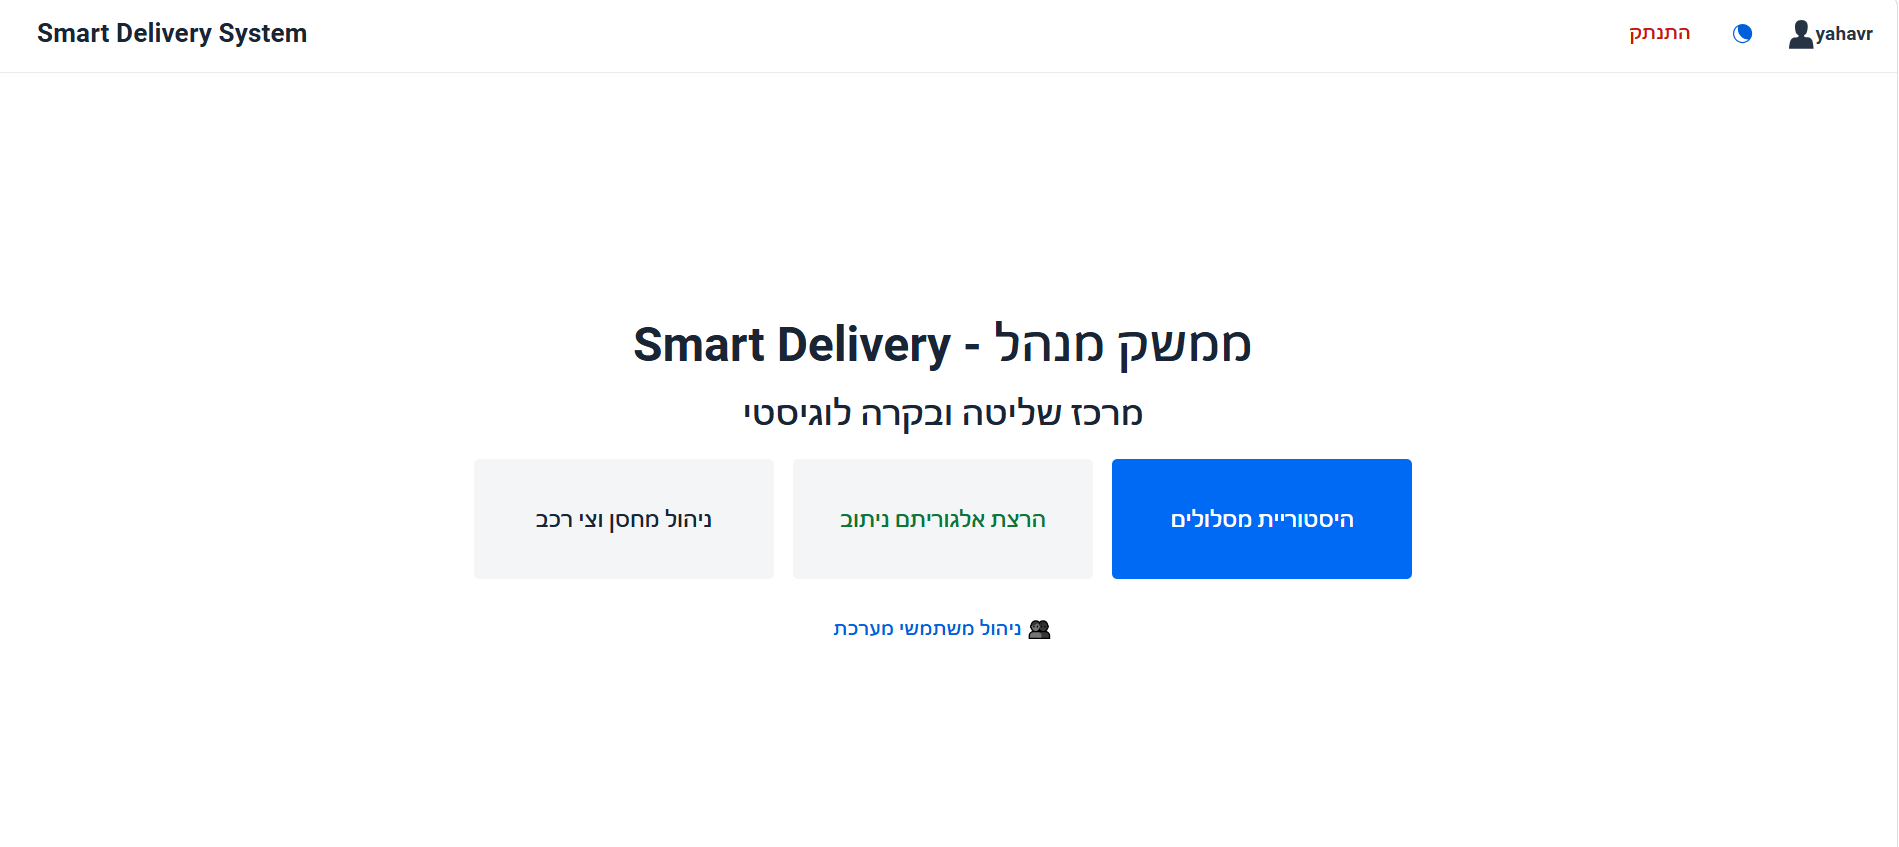 Smart Delivery System
התנתק
yahavr
ממשק מנהל - Smart Delivery
מרכז שליטה ובקרה לוגיסטי
היסטוריית מסלולים
הרצת אלגוריתם ניתוב
ניהול מחסן וצי רכב
ניהול משתמשי מערכת